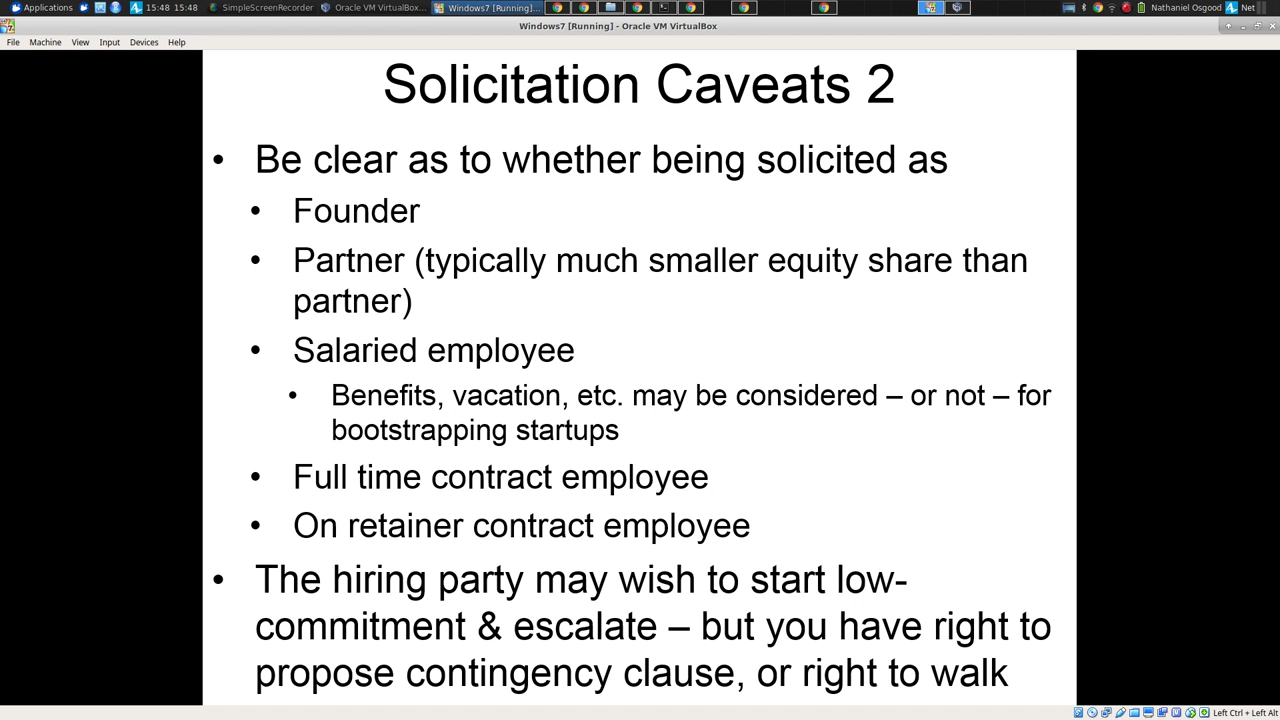 Applications
15:48 15:48
SimpleScreenRecorder
Oracle VM VirtualBox...
Windows7 [Running]...
Nathaniel Osgood
Net
Windows7 [Running] - Oracle VM VirtualBox
File Machine View Input Devices Help
Solicitation Caveats 2
• Be clear as to whether being solicited as
• Founder
• Partner (typically much smaller equity share than
partner)
• Salaried employee
• Benefits, vacation, etc. may be considered – or not – for
bootstrapping startups
• Full time contract employee
• On retainer contract employee
• The hiring party may wish to start low-
commitment & escalate – but you have right to
propose contingency clause, or right to walk
Left Ctrl + Left Alt